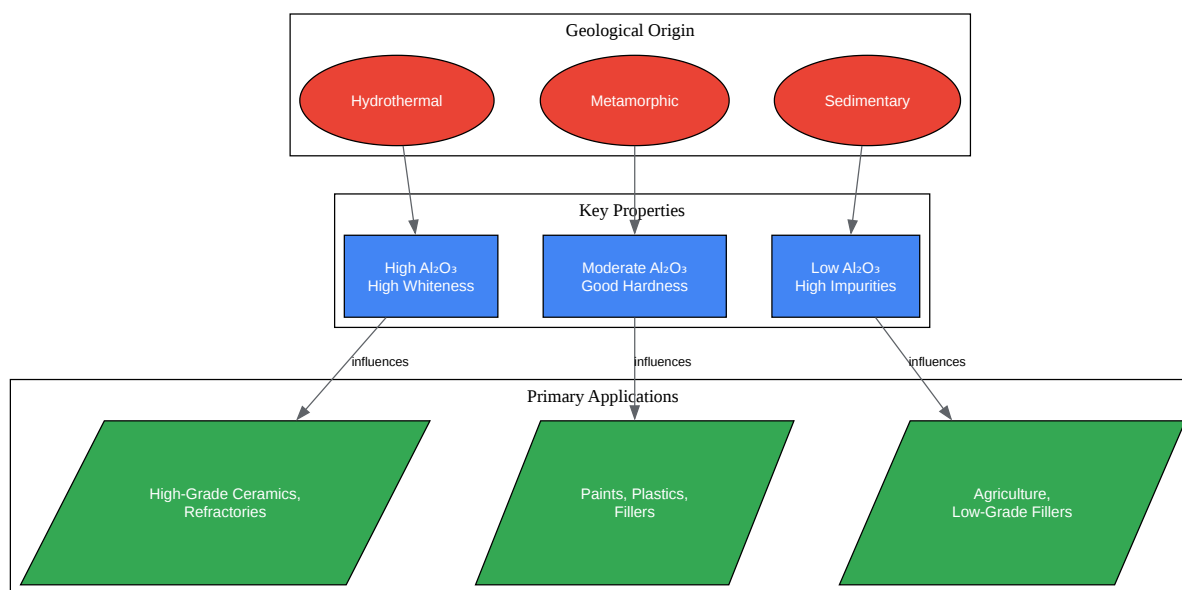 Geological Origin
Hydrothermal
Metamorphic
Sedimentary
Key Properties
High Al₂O₃
High Whiteness
Moderate Al₂O₃
Good Hardness
Low Al₂O₃
High Impurities
influences
influences
influences
Primary Applications
High-Grade Ceramics,
Refractories
Paints, Plastics,
Fillers
Agriculture,
Low-Grade Fillers